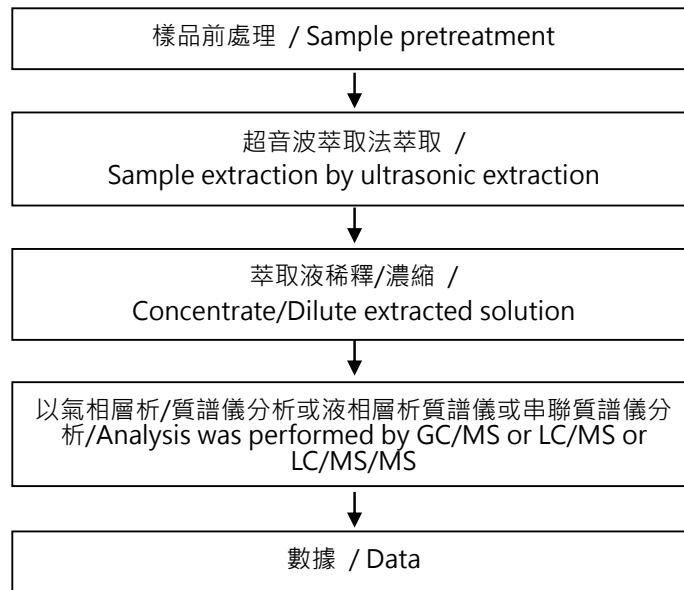 樣品前處理 / Sample pretreatment
超音波萃取法萃取 /
Sample extraction by ultrasonic extraction
萃取液稀釋/濃縮 /
Concentrate/Dilute extracted solution
以氣相層析/質譜儀分析或液相層析質譜儀或串聯質譜儀分
析/Analysis was performed by GC/MS or LC/MS or
LC/MS/MS
數據 / Data